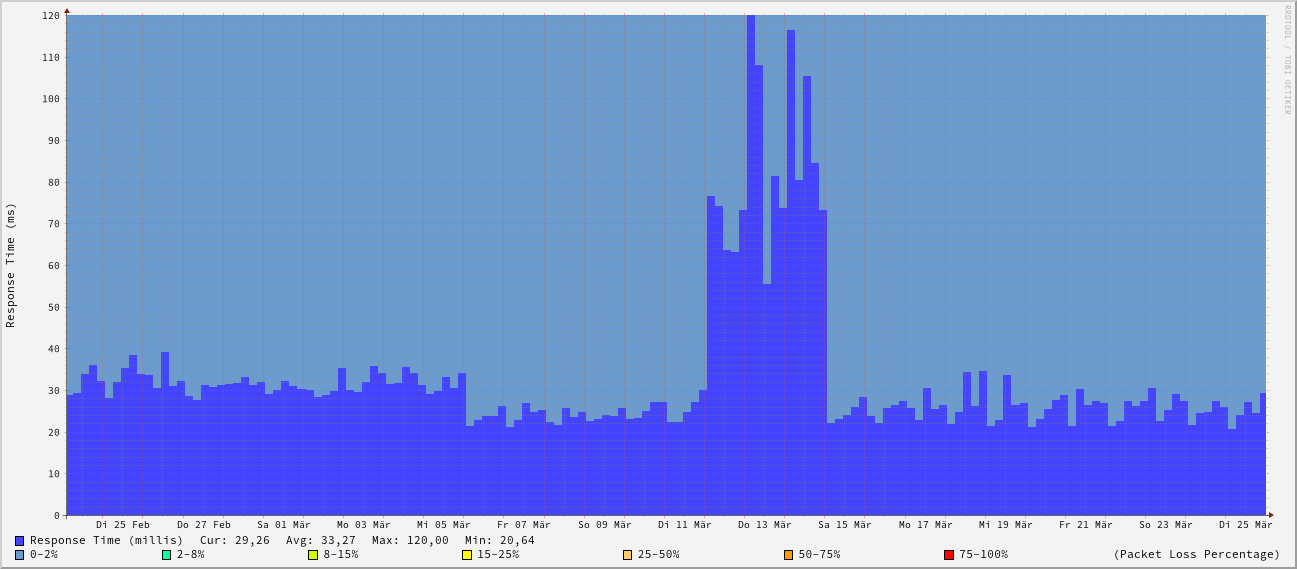 RRDTOOL / TOBI OETIKER
Response Time (ms)
120
110
100
90
80
70
60
50
40
30
20
10
0
Di 25 Feb Do 27 Feb Sa 01 Mär Mo 03 Mär Mi 05 Mär Fr 07 Mär So 09 Mär Di 11 Mär Do 13 Mär Sa 15 Mär Mo 17 Mär Mi 19 Mär Fr 21 Mär So 23 Mär Di 25 Mär
Response Time (millis) Cur: 29,26 Avg: 33,27 Max: 120,00 Min: 20,64
0-2% 2-8% 8-15% 15-25% 25-50% 50-75% 75-100% (Packet Loss Percentage)